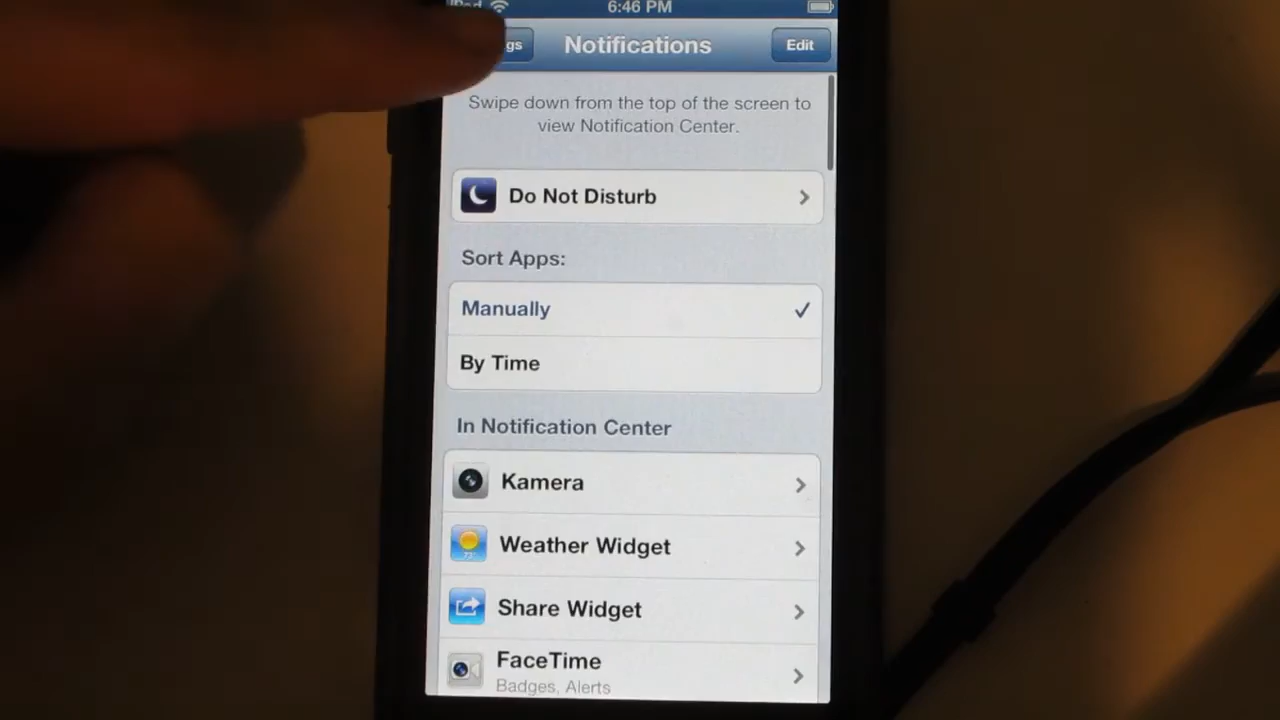 6:46 PM
Notifications
Edit
Swipe down from the top of the screen to
view Notification Center.
Do Not Disturb
Sort Apps:
Manually
By Time
In Notification Center
Kamera
Weather Widget
Share Widget
FaceTime
Badges, Alerts